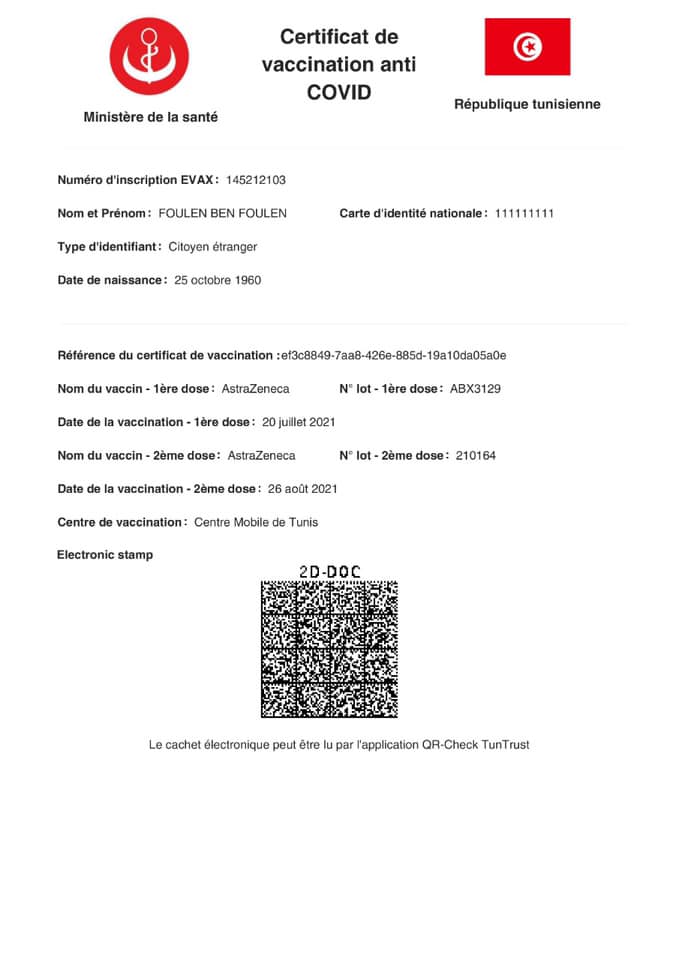 Certificat de
vaccination anti
COVID
Ministère de la santé
République tunisienne
Numéro d'inscription EVAX : 145212103
Nom et Prénom : FOULEN BEN FOULEN Carte d'identité nationale : 111111111
Type d'identifiant : Citoyen étranger
Date de naissance : 25 octobre 1960
Référence du certificat de vaccination :ef3c8849-7aa8-426e-885d-19a10da05a0e
Nom du vaccin - 1ère dose : AstraZeneca N° lot - 1ère dose : ABX3129
Date de la vaccination - 1ère dose : 20 juillet 2021
Nom du vaccin - 2ème dose : AstraZeneca N° lot - 2ème dose : 210164
Date de la vaccination - 2ème dose : 26 août 2021
Centre de vaccination : Centre Mobile de Tunis
Electronic stamp
2D-DOC
Le cachet électronique peut être lu par l'application QR-Check TunTrust